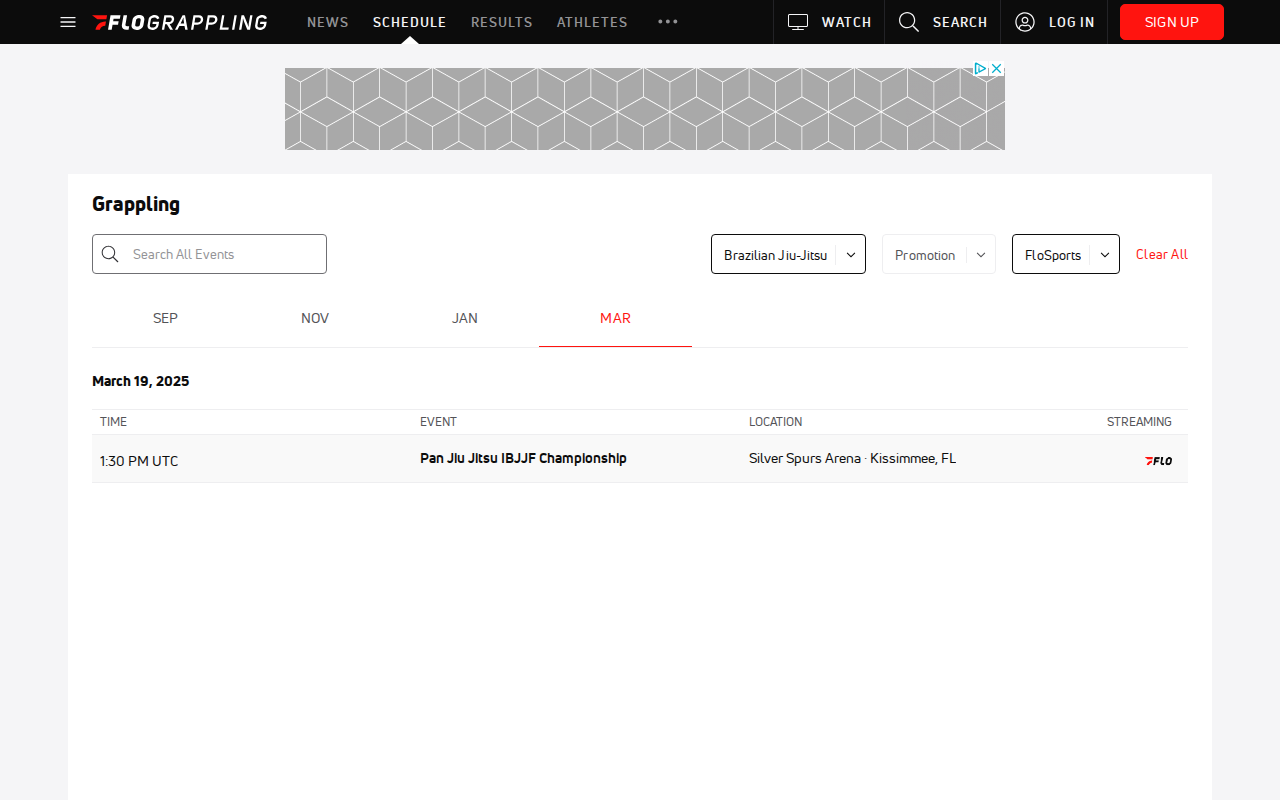 FLOGRAPPLING NEWS SCHEDULE RESULTS ATHLETES ••• WATCH SEARCH LOG IN SIGN UP
Grappling
Search All Events Brazilian Jiu-Jitsu Promotion FloSports Clear All
SEP NOV JAN MAR
March 19, 2025
TIME EVENT LOCATION STREAMING
1:30 PM UTC Pan Jiu Jitsu IBJJF Championship Silver Spurs Arena · Kissimmee, FL FLO